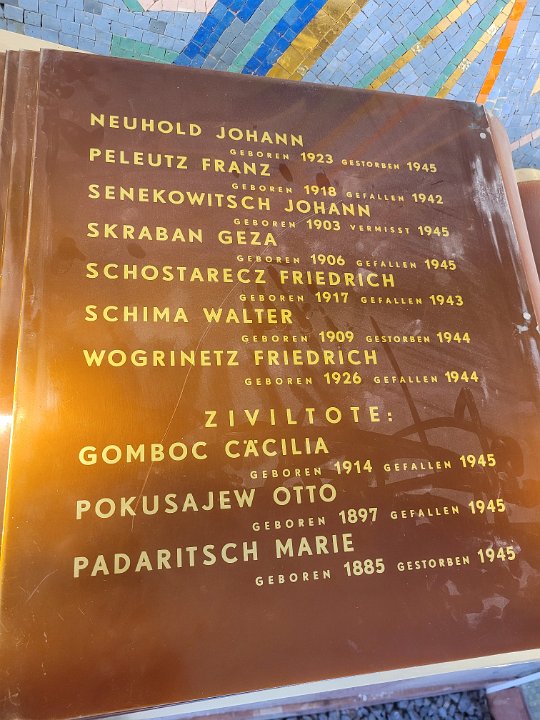 NEUHOLD JOHANN
GEBOREN 1923 GESTORBEN 1945
PELEUTZ FRANZ
GEBOREN 1918 GEFALLEN 1942
SENEKOWITSCH JOHANN
GEBOREN 1903 VERMISST 1945
SKRABAN GEZA
GEBOREN 1906 GEFALLEN 1945
SCHOSTARECZ FRIEDRICH
GEBOREN 1917 GEFALLEN 1943
SCHIMA WALTER
GEBOREN 1909 GESTORBEN 1944
WOGRINETZ FRIEDRICH
GEBOREN 1926 GEFALLEN 1944
ZIVILTOTE:
GOMBOC CÄCILIA
GEBOREN 1914 GEFALLEN 1945
POKUSAJEW OTTO
GEBOREN 1897 GEFALLEN 1945
PADARITSCH MARIE
GEBOREN 1885 GESTORBEN 1945